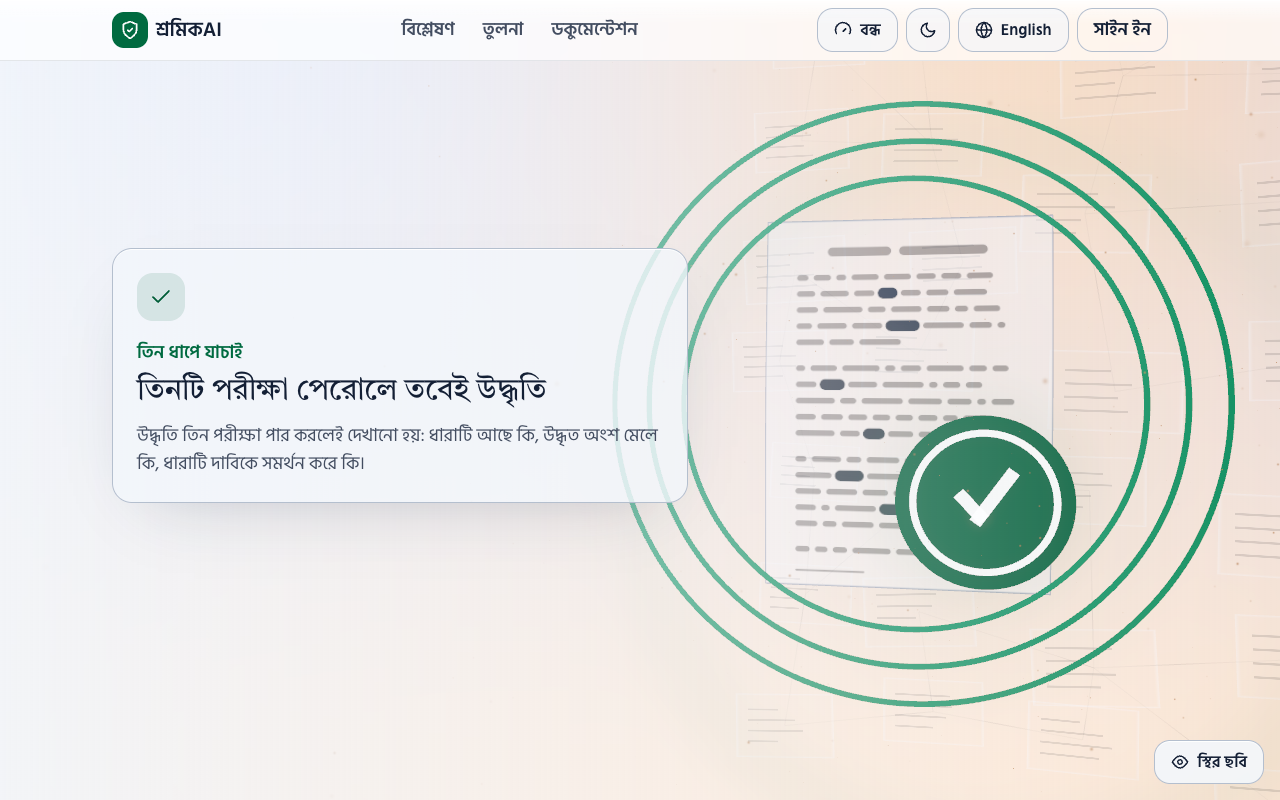 শ্রমিকAI
বিশ্লেষণ
তুলনা
ডকুমেন্টেশন
বন্ধ
English
সাইন ইন
তিন ধাপে যাচাই
তিনটি পরীক্ষা পেরোলে তবেই উদ্ধৃতি
উদ্ধৃতি তিন পরীক্ষা পার করলেই দেখানো হয়: ধারাটি আছে কি, উদ্ধৃত অংশ মেলে
কি, ধারাটি দাবিকে সমর্থন করে কি।
স্থির ছবি